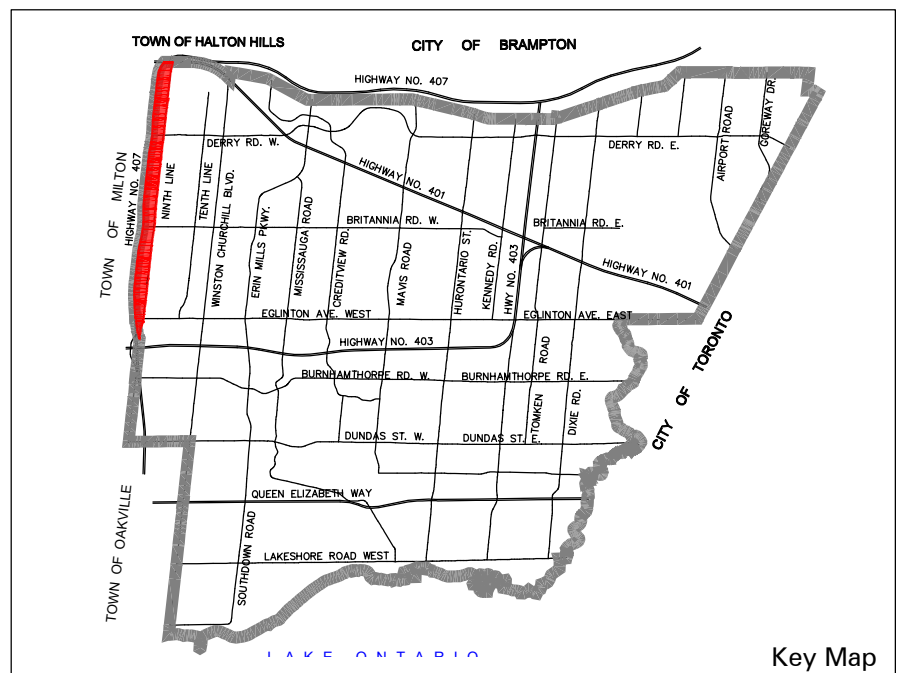 TOWN OF HALTON HILLS
CITY OF BRAMPTON
HIGHWAY NO. 407
DERRY RD. W.
DERRY RD. E.
AIRPORT ROAD
GOREWAY DR.
TOWN OF MILTON
HIGHWAY NO. 407
NINTH LINE
TENTH LINE
WINSTON CHURCHILL BLVD.
ERIN MILLS PKWY.
MISSISSAUGA ROAD
CREDITVIEW RD.
MAVIS ROAD
HIGHWAY NO. 401
BRITANNIA RD. W.
BRITANNIA RD. E.
HURONTARIO ST.
KENNEDY RD.
HWY NO. 403
HIGHWAY NO. 401
EGLINTON AVE. WEST
EGLINTON AVE. EAST
HIGHWAY NO. 403
CITY OF TORONTO
BURNHAMTHORPE RD. W.
BURNHAMTHORPE RD. E.
TOMKEN ROAD
DIXIE RD.
DUNDAS ST. W.
DUNDAS ST. E.
QUEEN ELIZABETH WAY
TOWN OF OAKVILLE
SOUTHDOWN ROAD
LAKESHORE ROAD WEST
LAKE ONTARIO
Key Map